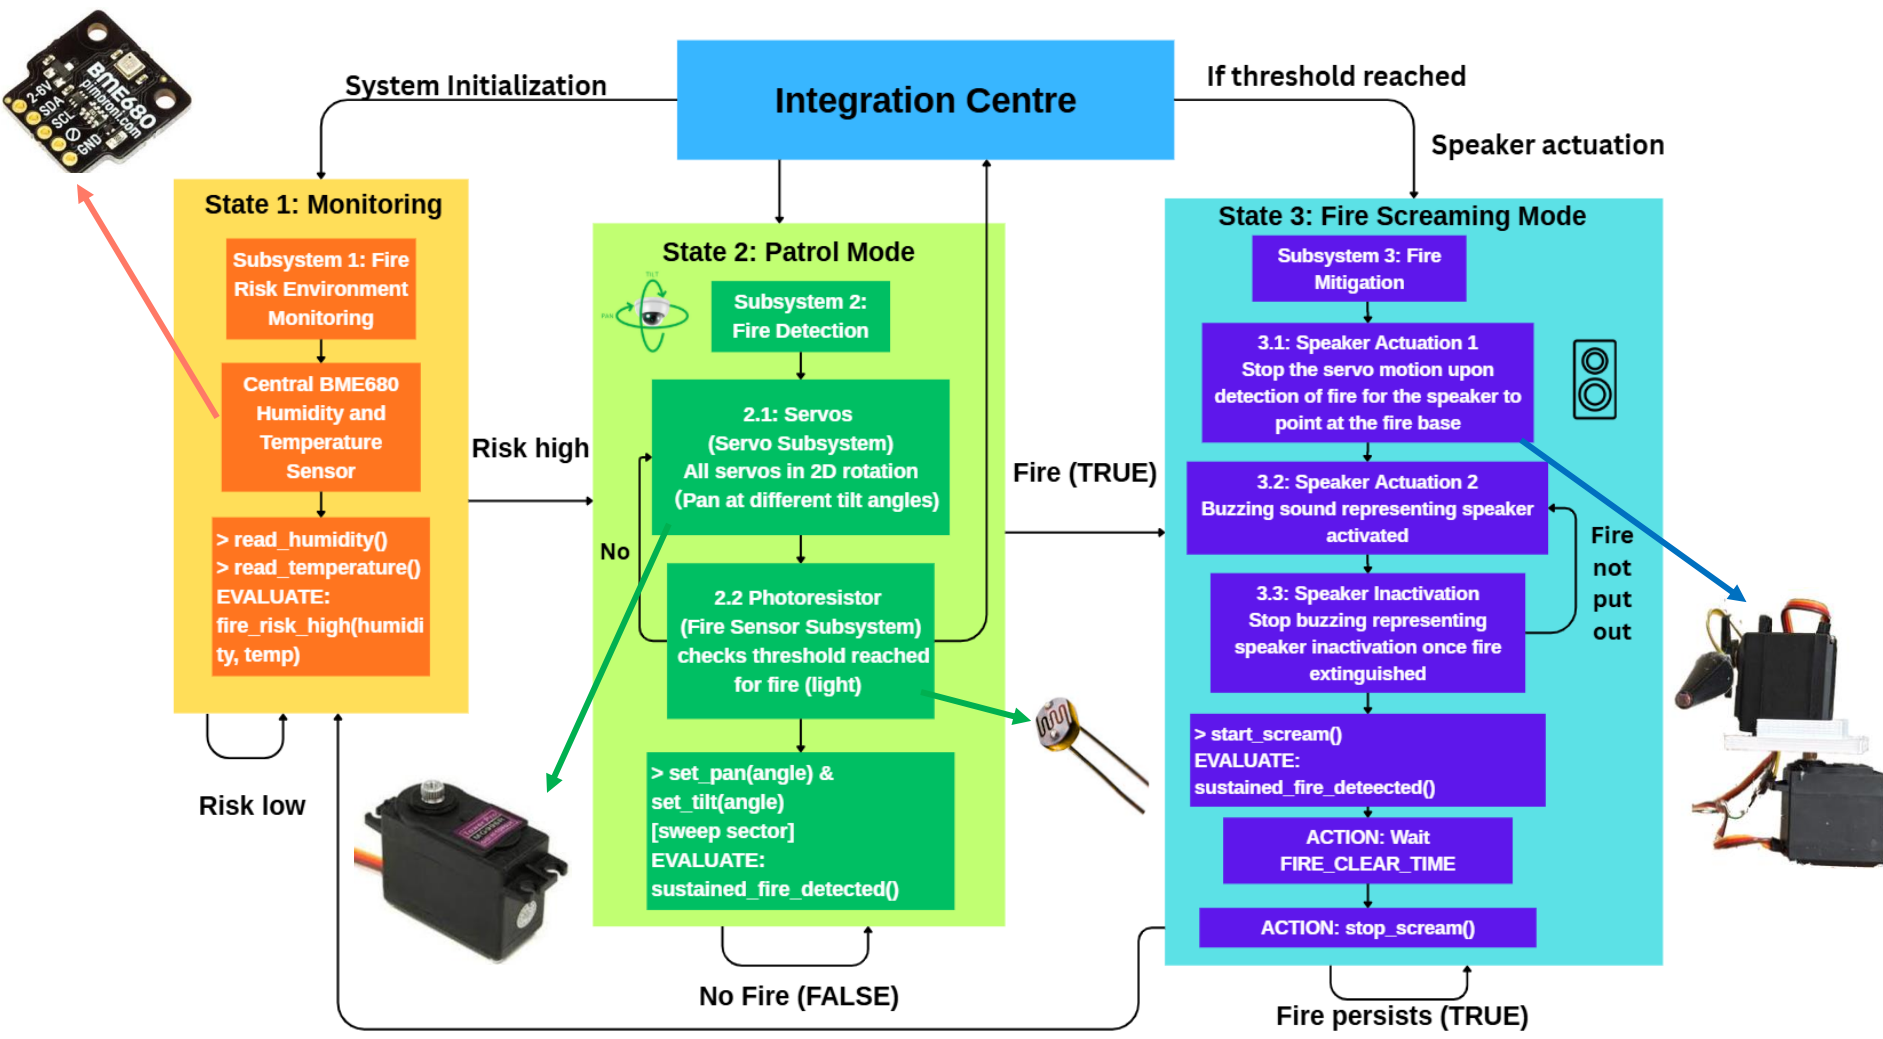 Integration Centre
System Initialization
If threshold reached
Speaker actuation
2-6V
SDA
SCL
GND
BME680
pimoroni.com
State 1: Monitoring
Subsystem 1: Fire
Risk Environment
Monitoring
Central BME680
Humidity and
Temperature
Sensor
> read_humidity()
> read_temperature()
EVALUATE:
fire_risk_high(humidi
ty, temp)
Risk low
Risk high
State 2: Patrol Mode
TILT
PAN
Subsystem 2:
Fire Detection
2.1: Servos
(Servo Subsystem)
All servos in 2D rotation
(Pan at different tilt angles)
No
2.2 Photoresistor
(Fire Sensor Subsystem)
checks threshold reached
for fire (light)
> set_pan(angle) &
set_tilt(angle)
[sweep sector]
EVALUATE:
sustained_fire_detected()
No Fire (FALSE)
Fire (TRUE)
State 3: Fire Screaming Mode
Subsystem 3: Fire
Mitigation
3.1: Speaker Actuation 1
Stop the servo motion upon
detection of fire for the speaker to
point at the fire base
3.2: Speaker Actuation 2
Buzzing sound representing speaker
activated
3.3: Speaker Inactivation
Stop buzzing representing
speaker inactivation once fire
extinguished
Fire
not
put
out
> start_scream()
EVALUATE:
sustained_fire_deteected()
ACTION: Wait
FIRE_CLEAR_TIME
ACTION: stop_scream()
Fire persists (TRUE)